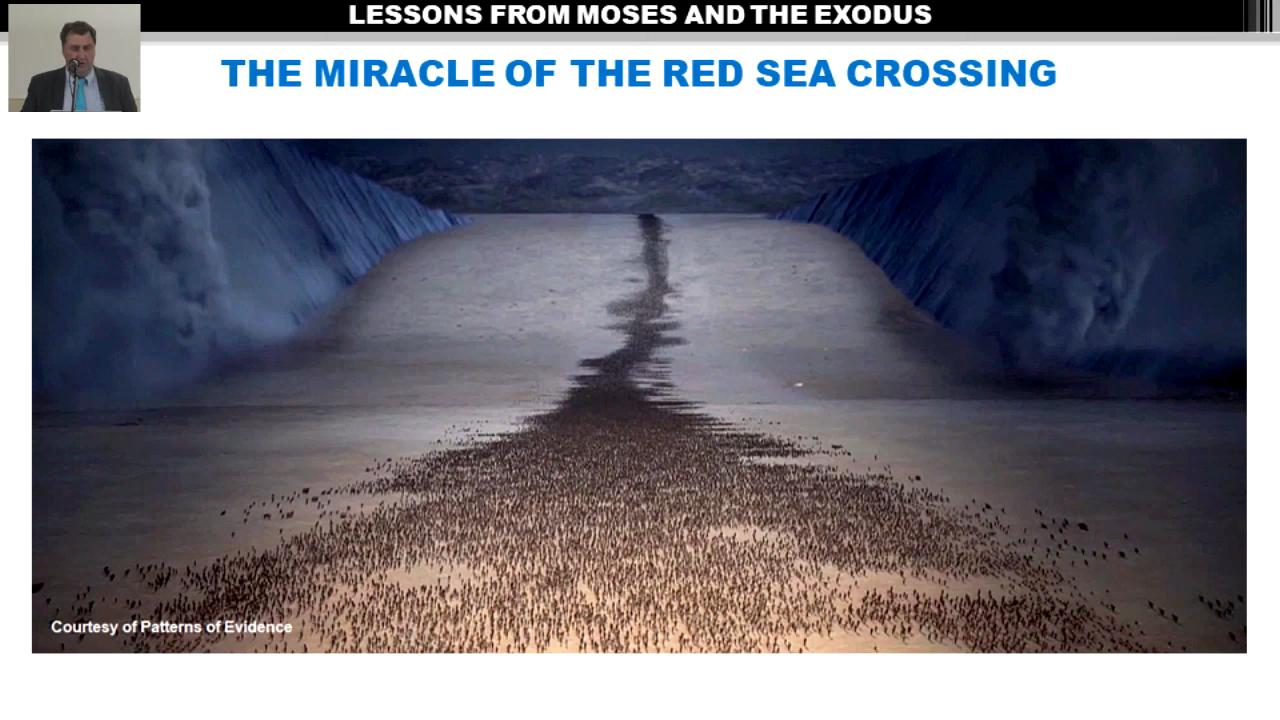 LESSONS FROM MOSES AND THE EXODUS
THE MIRACLE OF THE RED SEA CROSSING
Courtesy of Patterns of Evidence